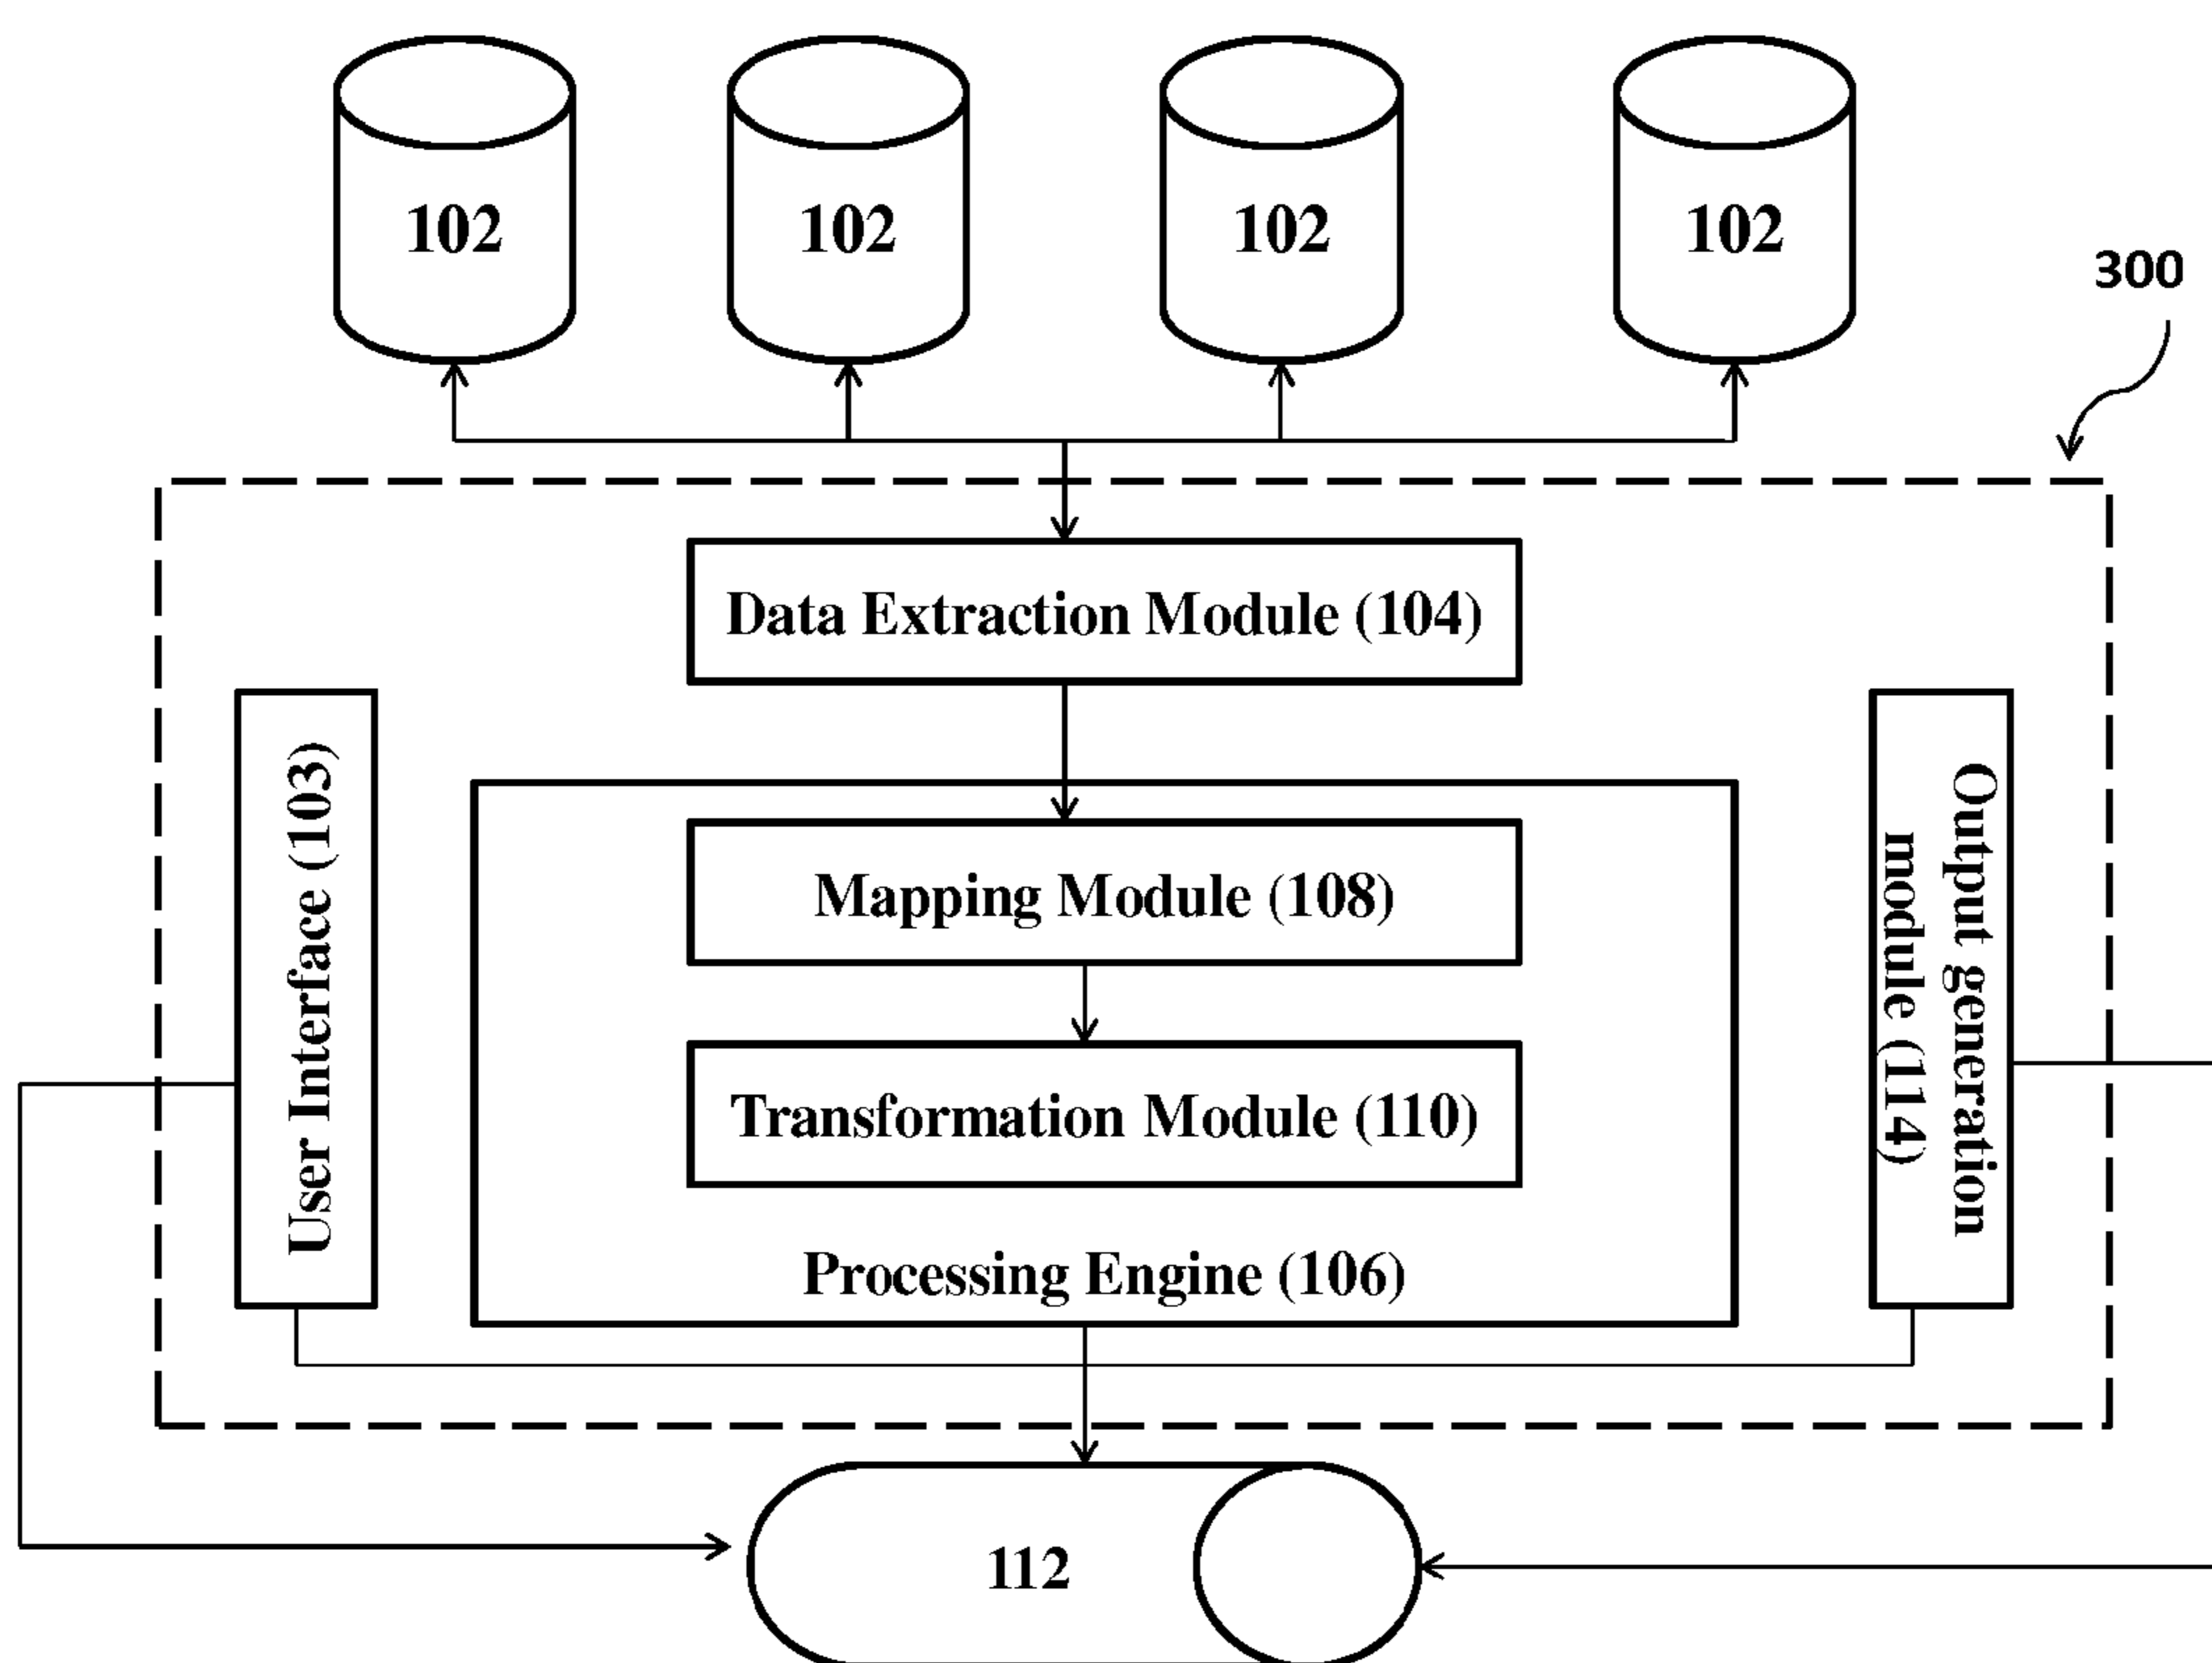 102
102
102
102
300
Data Extraction Module (104)
User Interface (103)
Mapping Module (108)
Transformation Module (110)
Processing Engine (106)
Output generation
module (114)
112